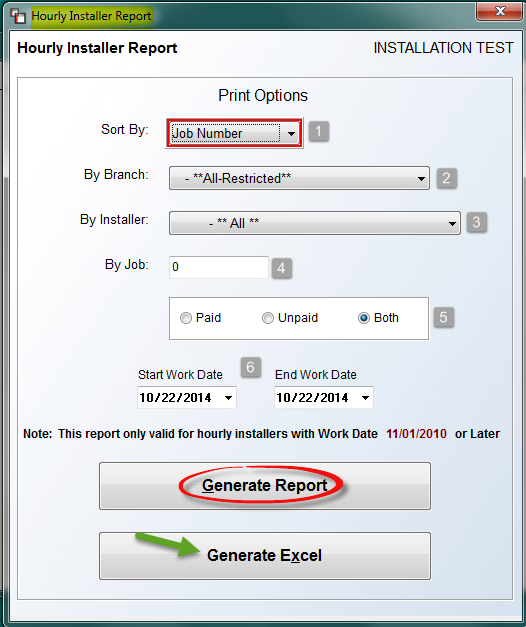 Hourly Installer Report
Hourly Installer Report INSTALLATION TEST
Print Options
Sort By: Job Number 1
By Branch: - **All-Restricted** 2
By Installer: - ** All ** 3
By Job: 0 4
Paid Unpaid Both 5
6
Start Work Date End Work Date
10/22/2014 10/22/2014
Note: This report only valid for hourly installers with Work Date 11/01/2010 or Later
Generate Report
Generate Excel